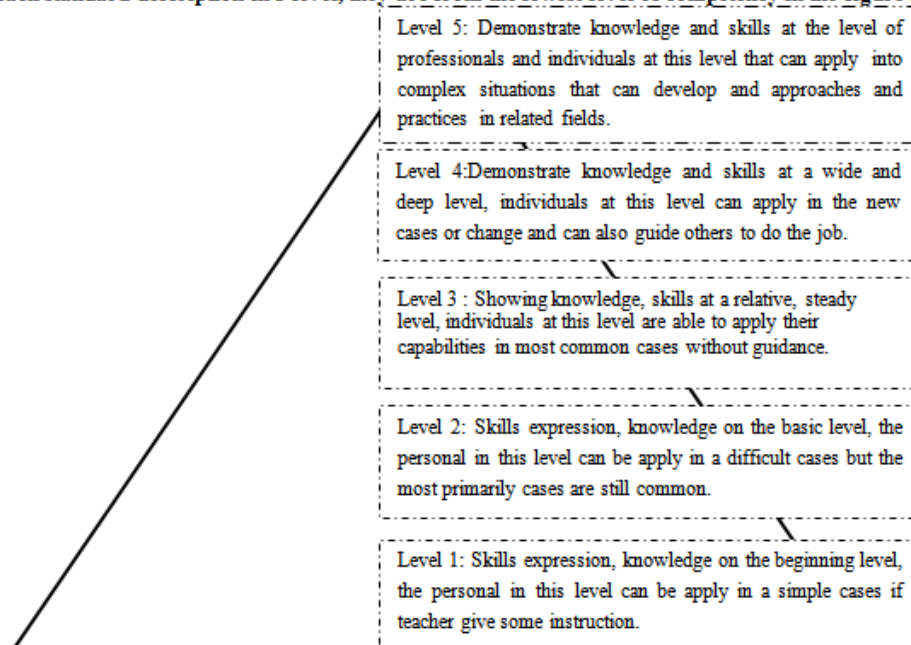 Level 5: Demonstrate knowledge and skills at the level of
professionals and individuals at this level that can apply into
complex situations that can develop and approaches and
practices in related fields.
Level 4:Demonstrate knowledge and skills at a wide and
deep level, individuals at this level can apply in the new
cases or change and can also guide others to do the job.
Level 3 : Showing knowledge, skills at a relative, steady
level, individuals at this level are able to apply their
capabilities in most common cases without guidance.
Level 2: Skills expression, knowledge on the basic level, the
personal in this level can be apply in a difficult cases but the
most primarily cases are still common.
Level 1: Skills expression, knowledge on the beginning level,
the personal in this level can be apply in a simple cases if
teacher give some instruction.